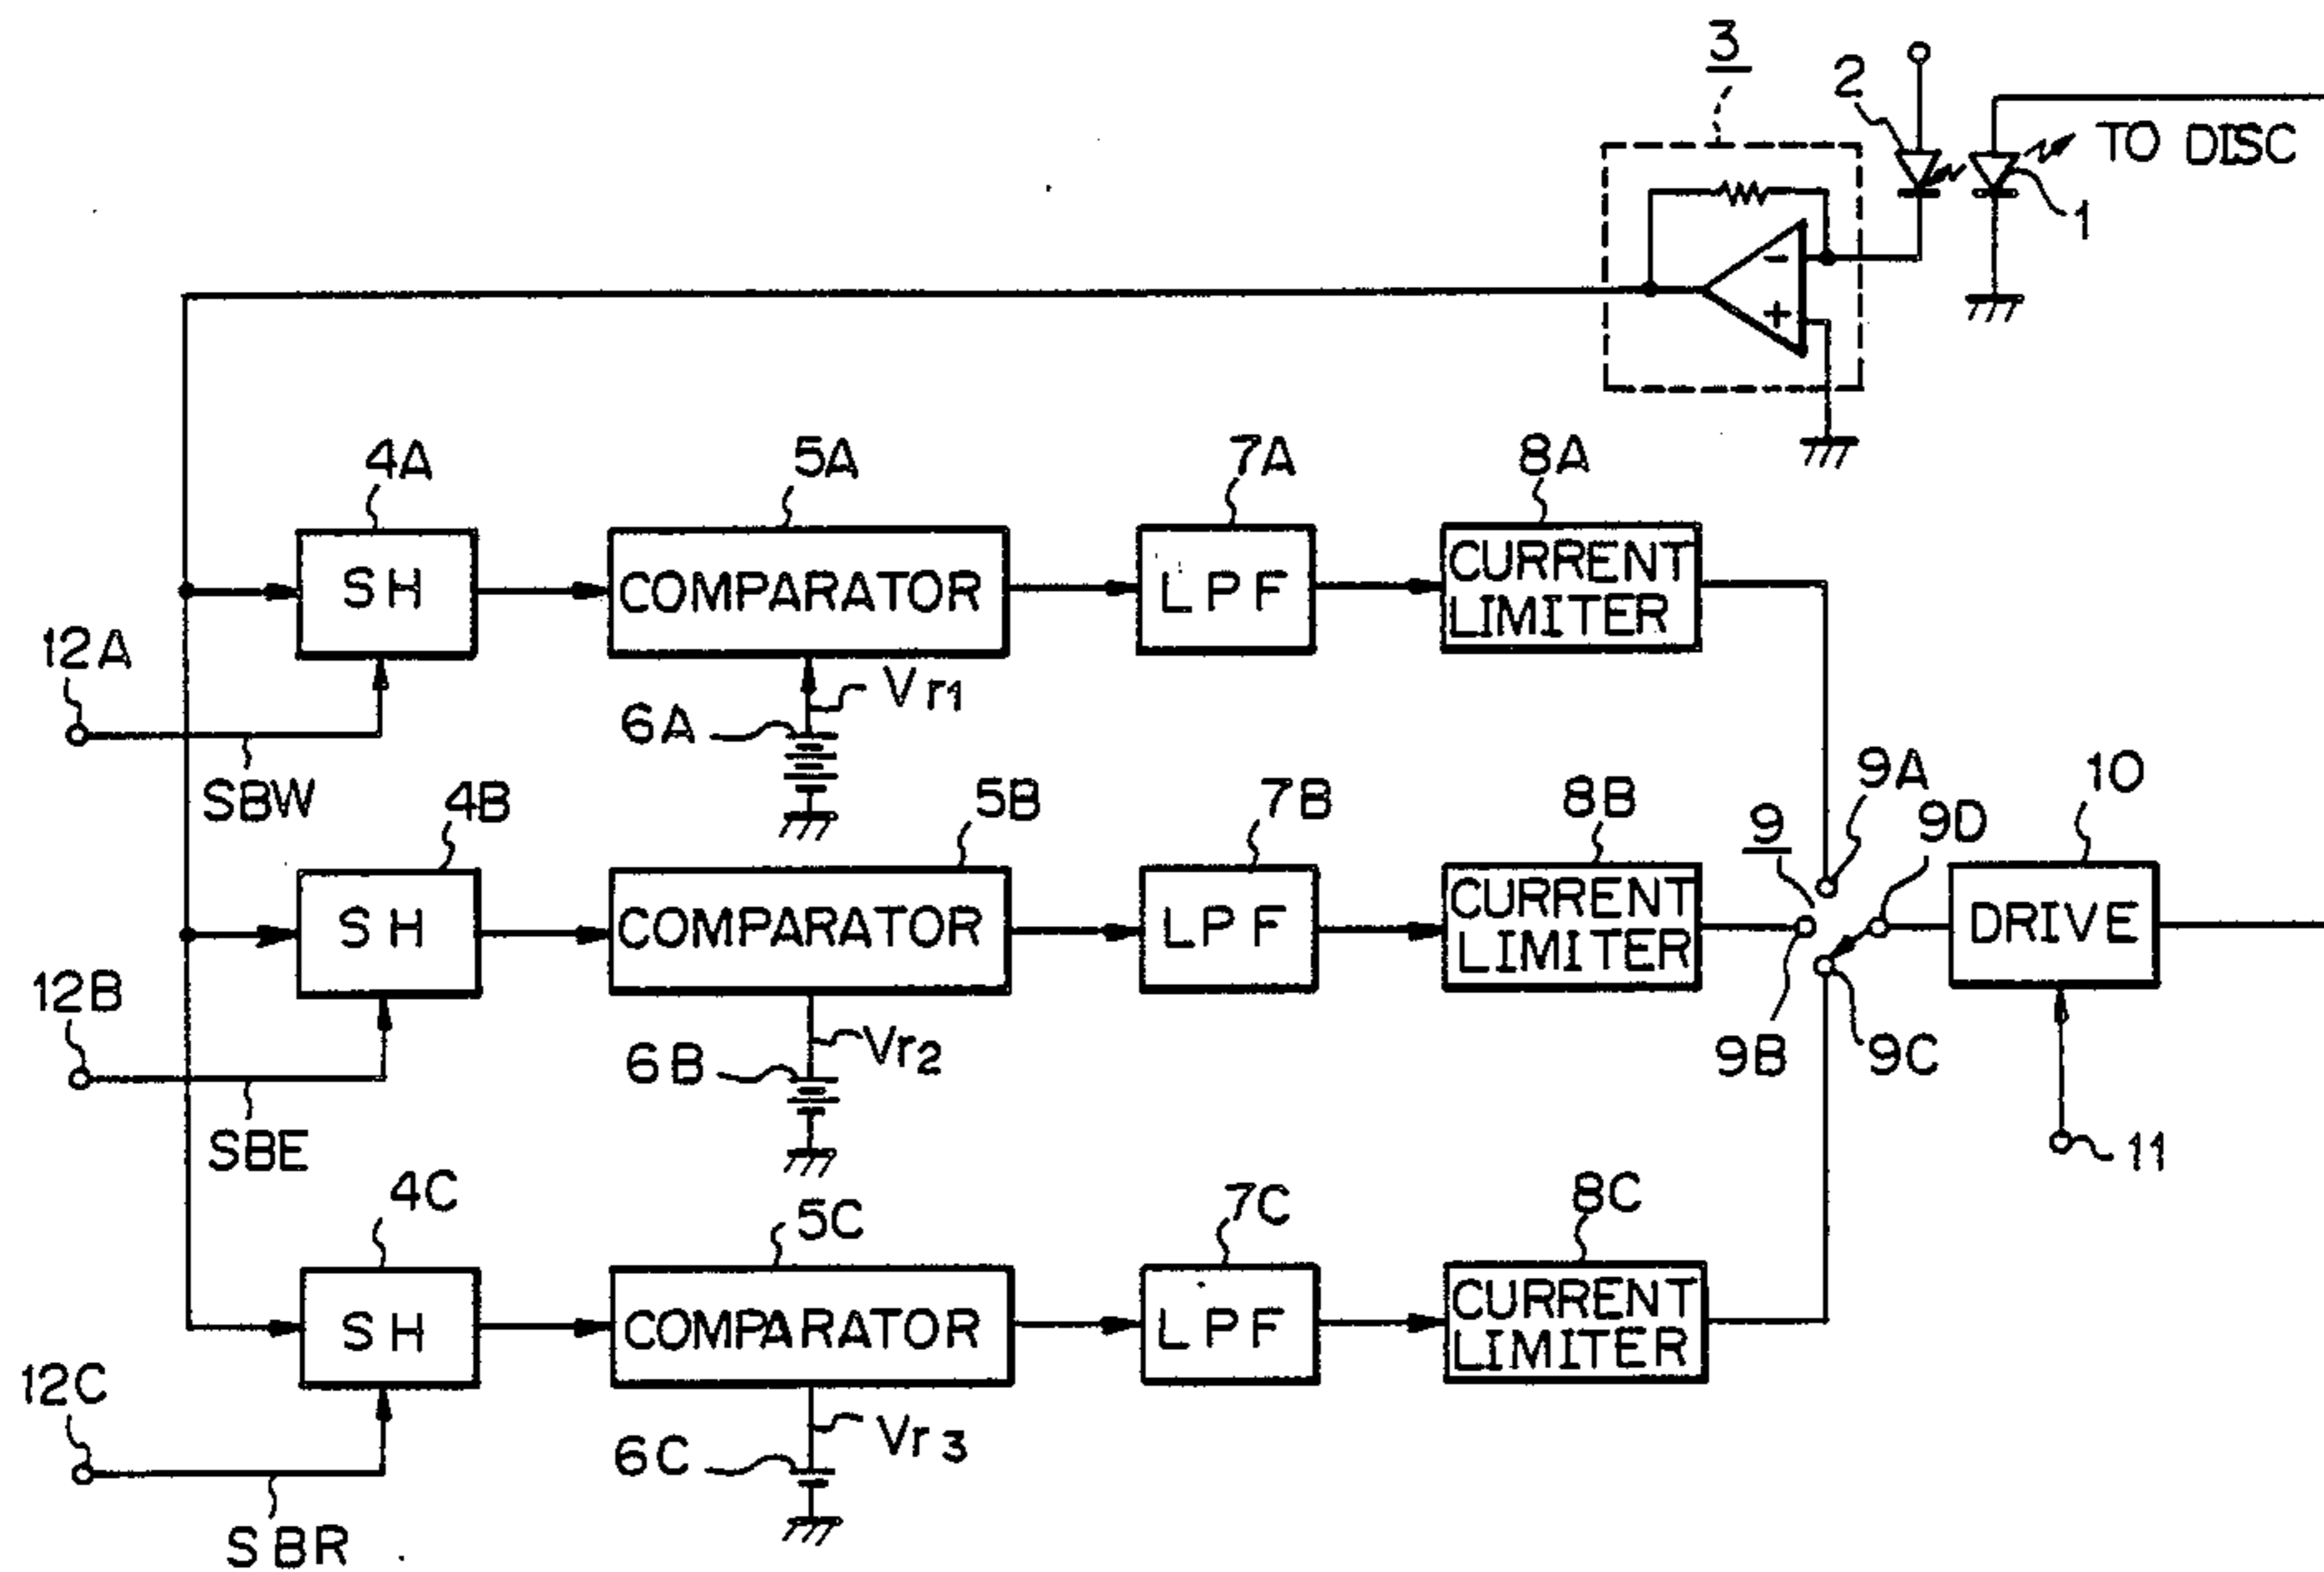 3
2
TO DISC
1
-
+
4A
5A
7A
8A
SH
COMPARATOR
LPF
CURRENT
LIMITER
12A
Vr1
6A
SBW
4B
5B
7B
8B
9
9A
9D
10
SH
COMPARATOR
LPF
CURRENT
LIMITER
DRIVE
12B
Vr2
6B
9B
9C
SBE
11
4C
5C
7C
8C
SH
COMPARATOR
LPF
CURRENT
LIMITER
12C
Vr3
6C
SBR